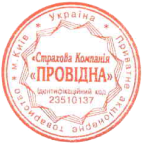 * м. Київ * Україна * Приватне акціонерне товариство
«Страхова Компанія
«ПРОВІДНА»
Ідентифікаційний код
23510137